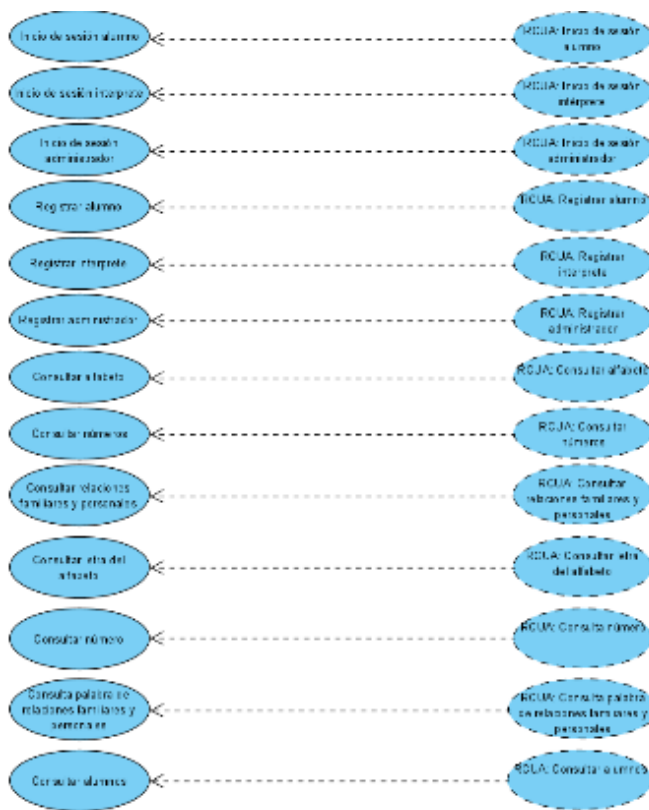 Inicio de sesión alumno
RCUA: Inicio de sesión
alumno
Inicio de sesión interprete
RCUA: Inicio de sesión
intérprete
Inicio de sesión
administrador
RCUA: Inicio de sesión
administrador
Registrar alumno
RCUA: Registrar alumno
Registrar interprete
RCUA: Registrar
interprete
Registrar administrador
RCUA: Registrar
administrador
Consultar alfabeto
RCUA: Consultar alfabeto
Consultar números
RCUA: Consultar
números
Consultar relaciones
familiares y personales
RCUA: Consultar
relaciones familiares y
personales
Consultar letra del
alfabeto
RCUA: Consultar letra
del alfabeto
Consultar número
RCUA: Consulta número
Consulta palabra de
relaciones familiares y
personales
RCUA: Consulta palabra
de relaciones familiares y
personales
Consultar alumnos
RCUA: Consultar alumnos